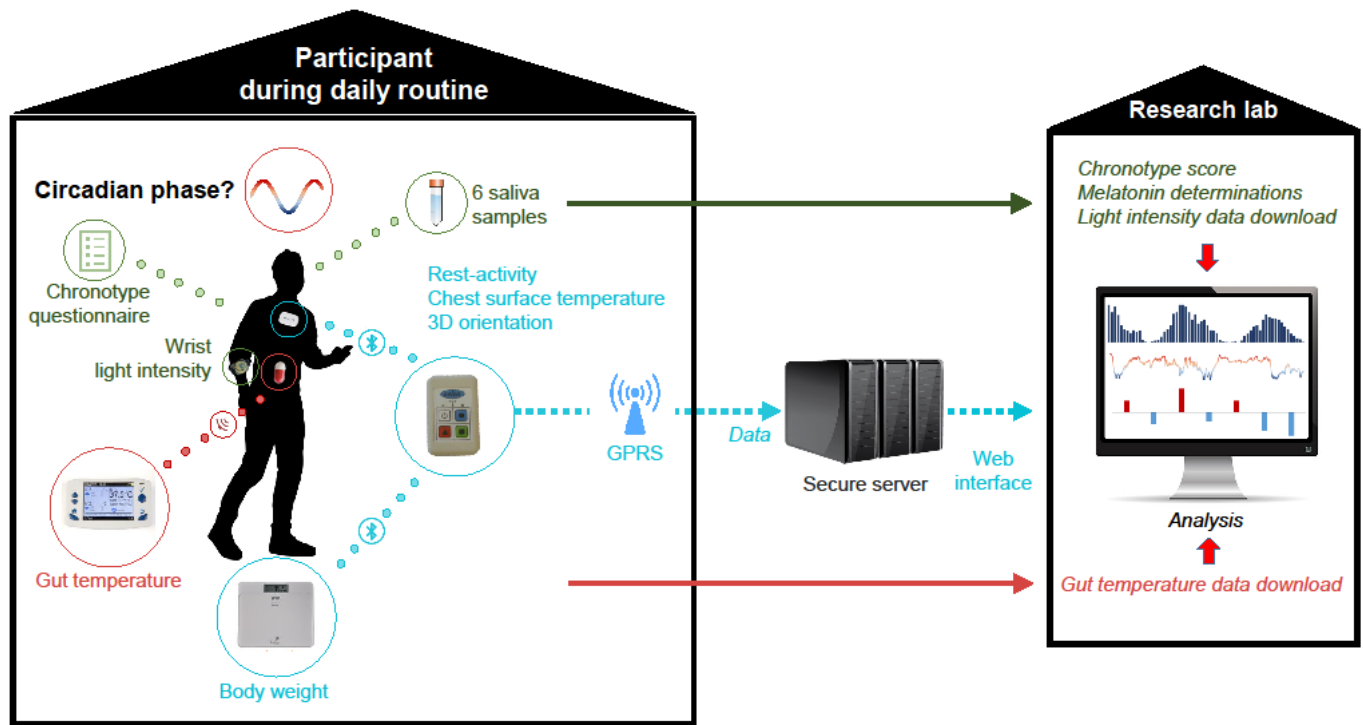 Participant
during daily routine
Research lab
Circadian phase?
6 saliva
samples
Chronotype
questionnaire
Wrist
light intensity
Rest-activity
Chest surface temperature
3D orientation
Gut temperature
Body weight
GPRS
Data
Secure server
Web
interface
Chronotype score
Melatonin determinations
Light intensity data download
Analysis
Gut temperature data download